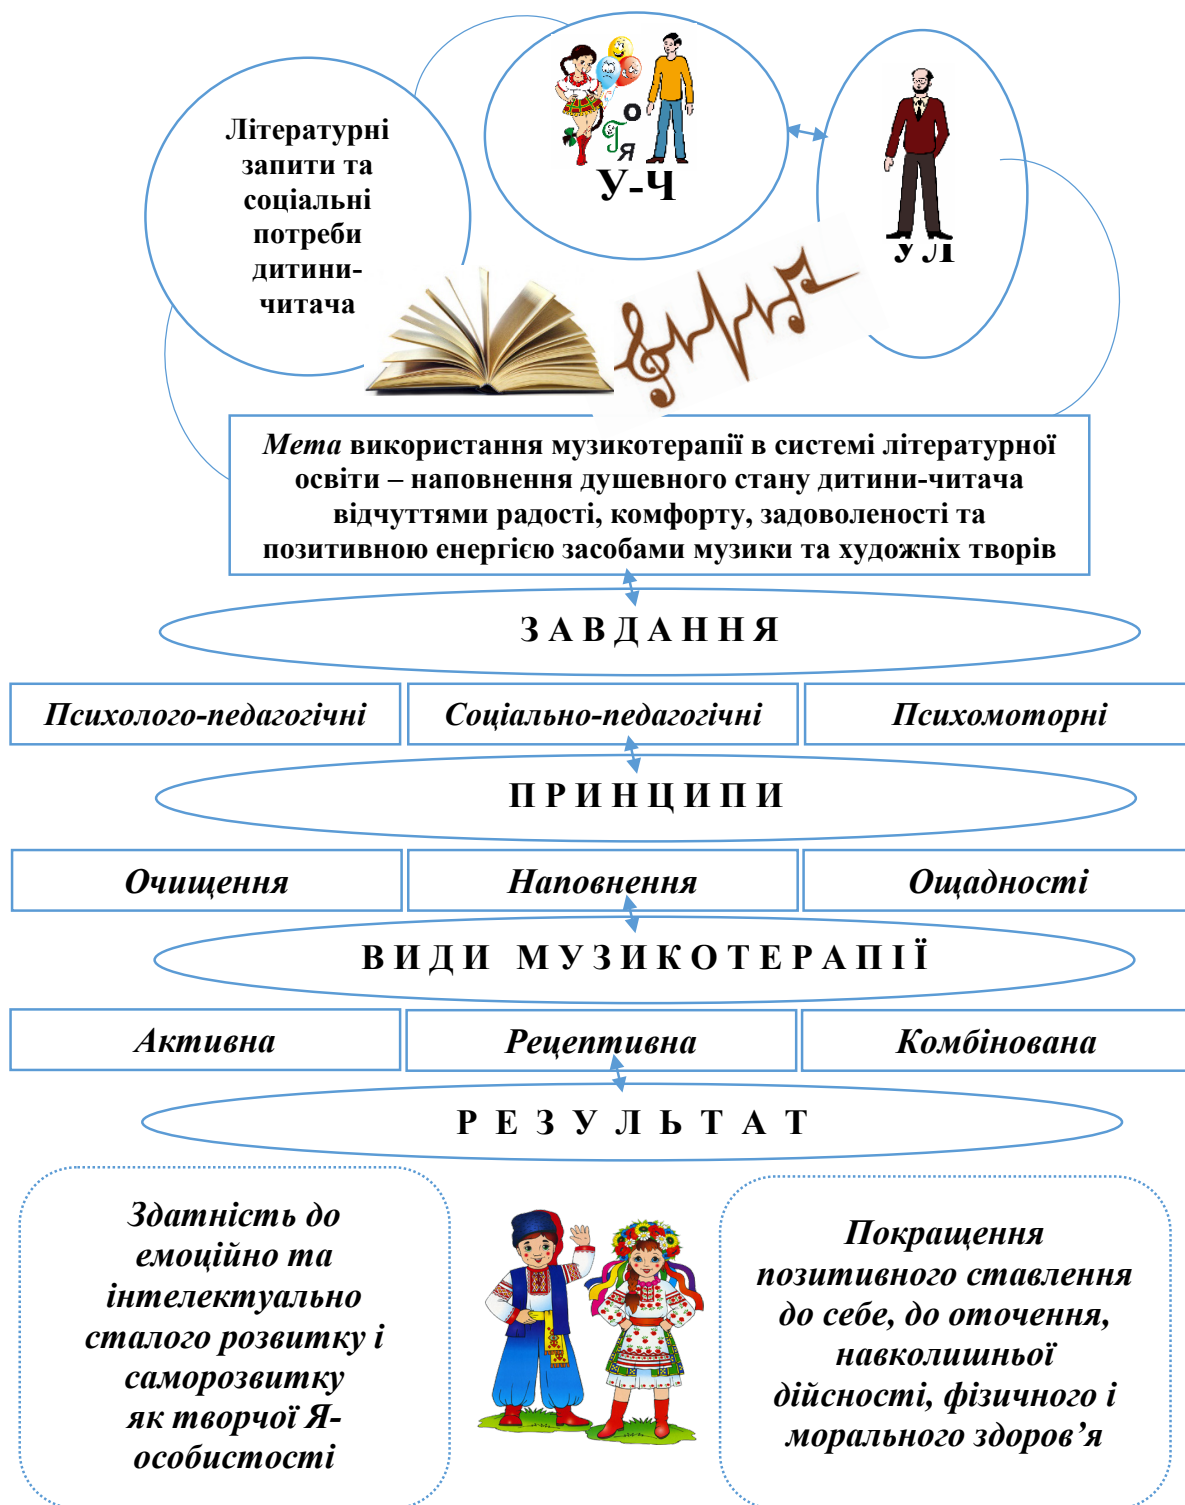 Літературні
запити та
соціальні
потреби
дитини-
читача
О
Я
У-Ч
УЛ
Мета використання музикотерапії в системі літературної
освіти – наповнення душевного стану дитини-читача
відчуттями радості, комфорту, задоволеності та
позитивною енергією засобами музики та художніх творів
З А В Д А Н Н Я
Психолого-педагогічні
Соціально-педагогічні
Психомоторні
П Р И Н Ц И П И
Очищення
Наповнення
Ощадності
В И Д И М У З И К О Т Е Р А П І Ї
Активна
Рецептивна
Комбінована
Р Е З У Л Ь Т А Т
Здатність до
емоційно та
інтелектуально
сталого розвитку і
саморозвитку
як творчої Я-
особистості
Покращення
позитивного ставлення
до себе, до оточення,
навколишньої
дійсності, фізичного і
морального здоров’я